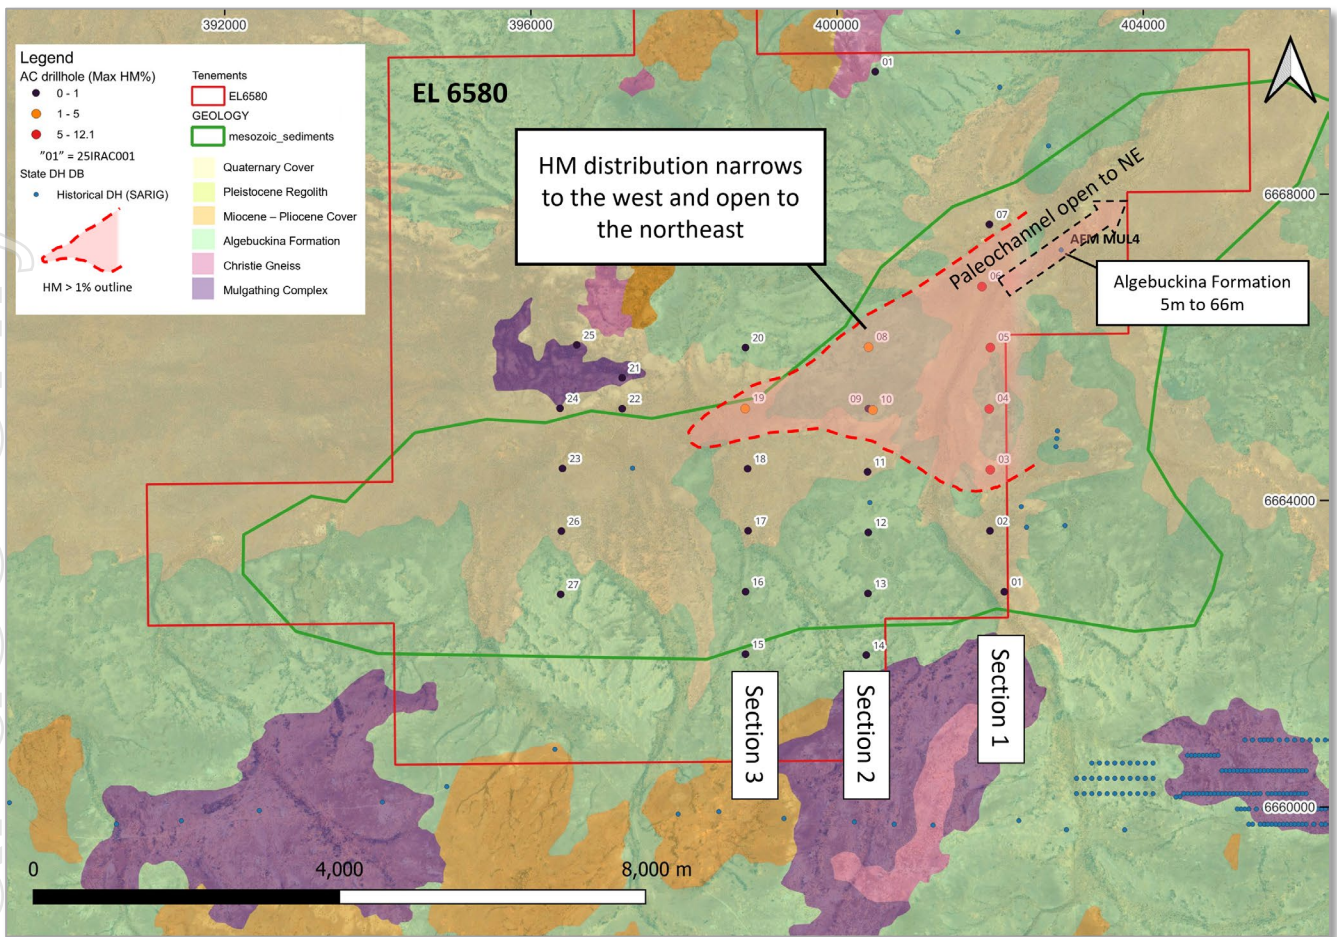 392000
396000
400000
404000
Legend
AC drillhole (Max HM%)
0 - 1
1 - 5
5 - 12.1
"01" = 25IRAC001
State DH DB
Historical DH (SARIG)
HM > 1% outline
Tenements
EL6580
GEOLOGY
mesozoic_sediments
Quaternary Cover
Pleistocene Regolith
Miocene – Pliocene Cover
Algebuckina Formation
Christie Gneiss
Mulgathing Complex
EL 6580
01
HM distribution narrows
to the west and open to
the northeast
6668000
07
Paleochannel open to NE
AEM MUL4
06
Algebuckina Formation
5m to 66m
25
20
08
05
21
24
22
19
09
10
04
23
18
11
03
6664000
26
17
12
02
27
16
13
01
15
14
Section 3
Section 2
Section 1
6660000
0
4,000
8,000 m